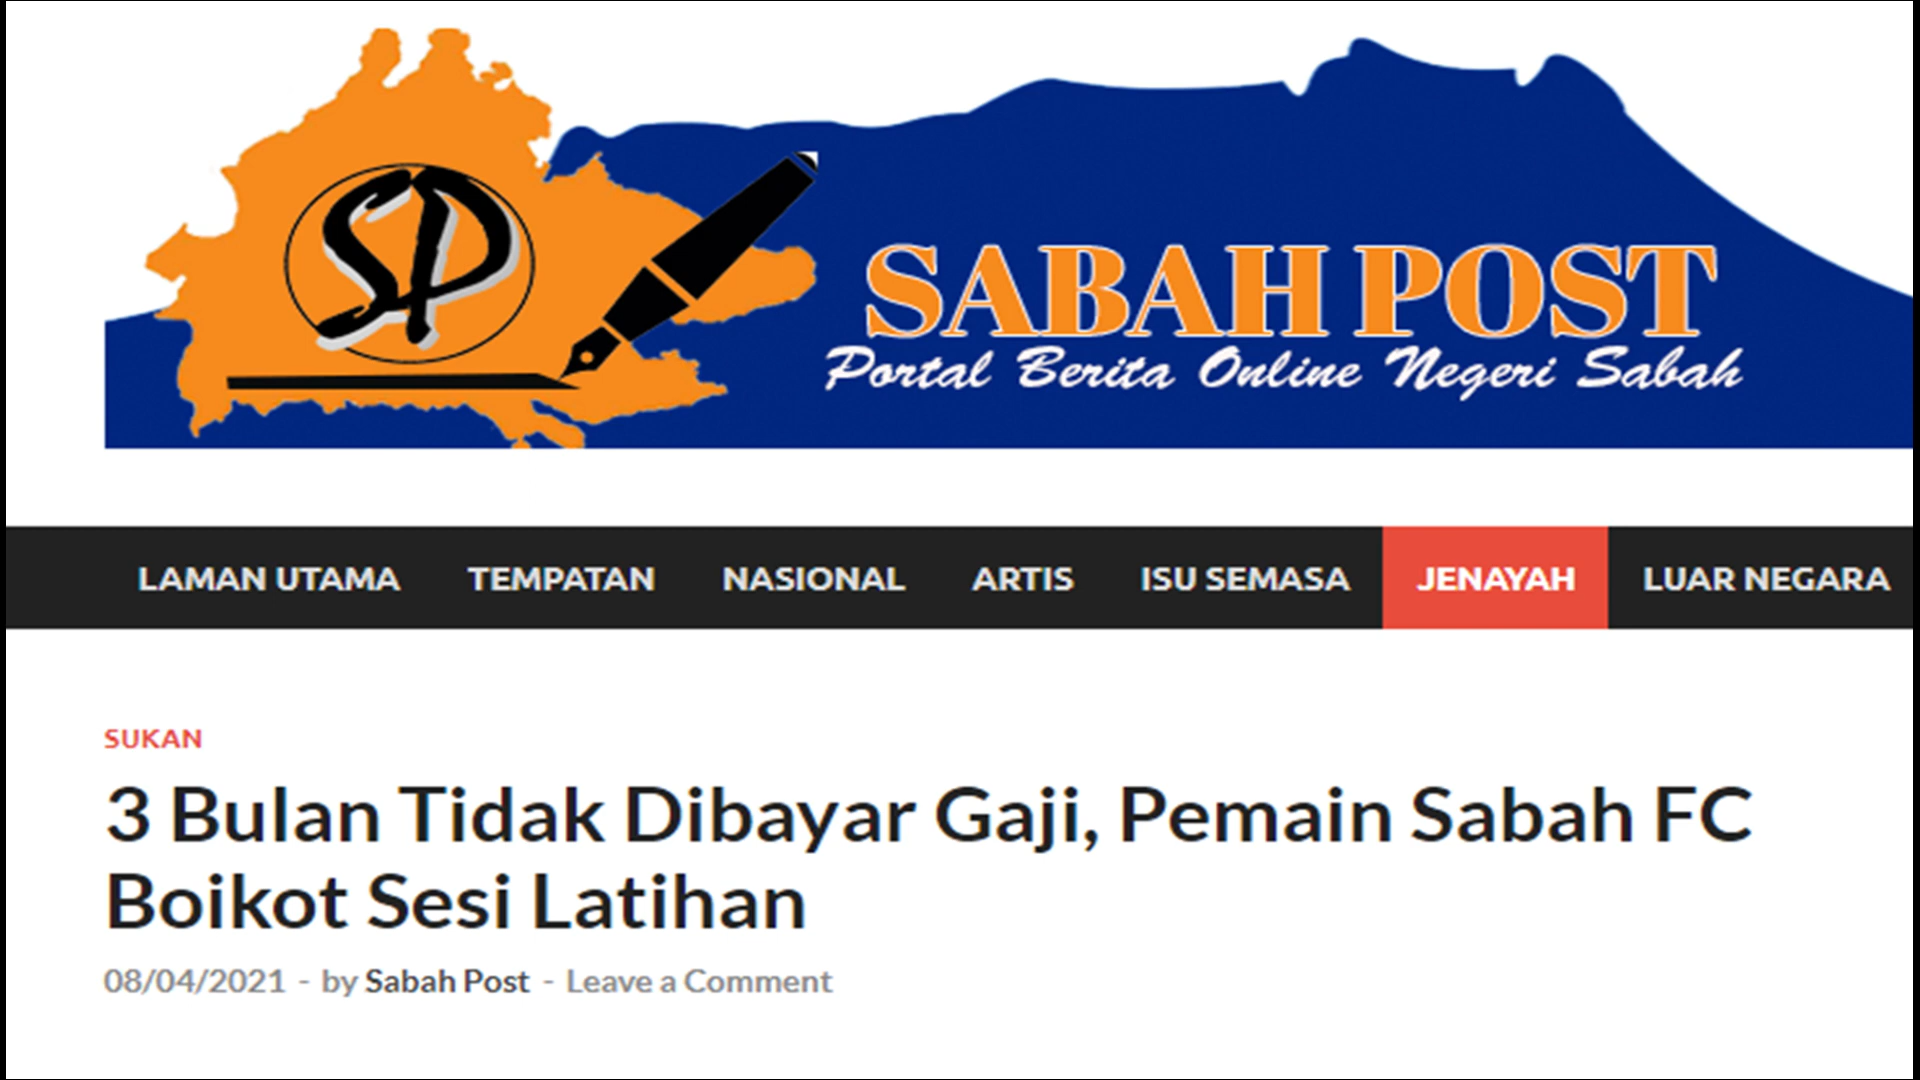 SP
SABAH POST
Portal Berita Online Negeri Sabah
LAMAN UTAMA TEMPATAN NASIONAL ARTIS ISU SEMASA JENAYAH LUAR NEGARA
SUKAN
3 Bulan Tidak Dibayar Gaji, Pemain Sabah FC
Boikot Sesi Latihan
08/04/2021 - by Sabah Post - Leave a Comment